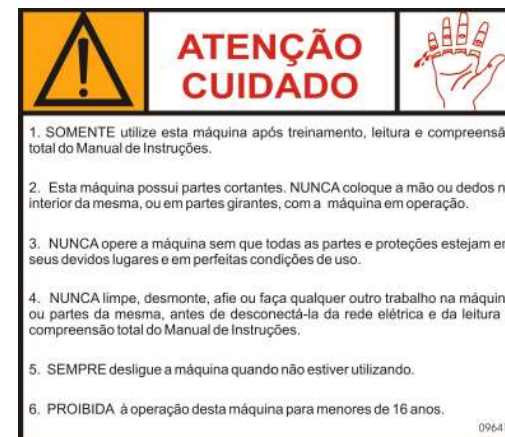 ATENÇÃO
CUIDADO
1. SOMENTE utilize esta máquina após treinamento, leitura e compreensã
total do Manual de Instruções.
2. Esta máquina possui partes cortantes. NUNCA coloque a mão ou dedos n
interior da mesma, ou em partes girantes, com a máquina em operação.
3. NUNCA opere a máquina sem que todas as partes e proteções estejam e
seus devidos lugares e em perfeitas condições de uso.
4. NUNCA limpe, desmonte, afie ou faça qualquer outro trabalho na máquin
ou partes da mesma, antes de desconectá-la da rede elétrica e da leitura
compreensão total do Manual de Instruções.
5. SEMPRE desligue a máquina quando não estiver utilizando.
6. PROIBIDA à operação desta máquina para menores de 16 anos.
0964